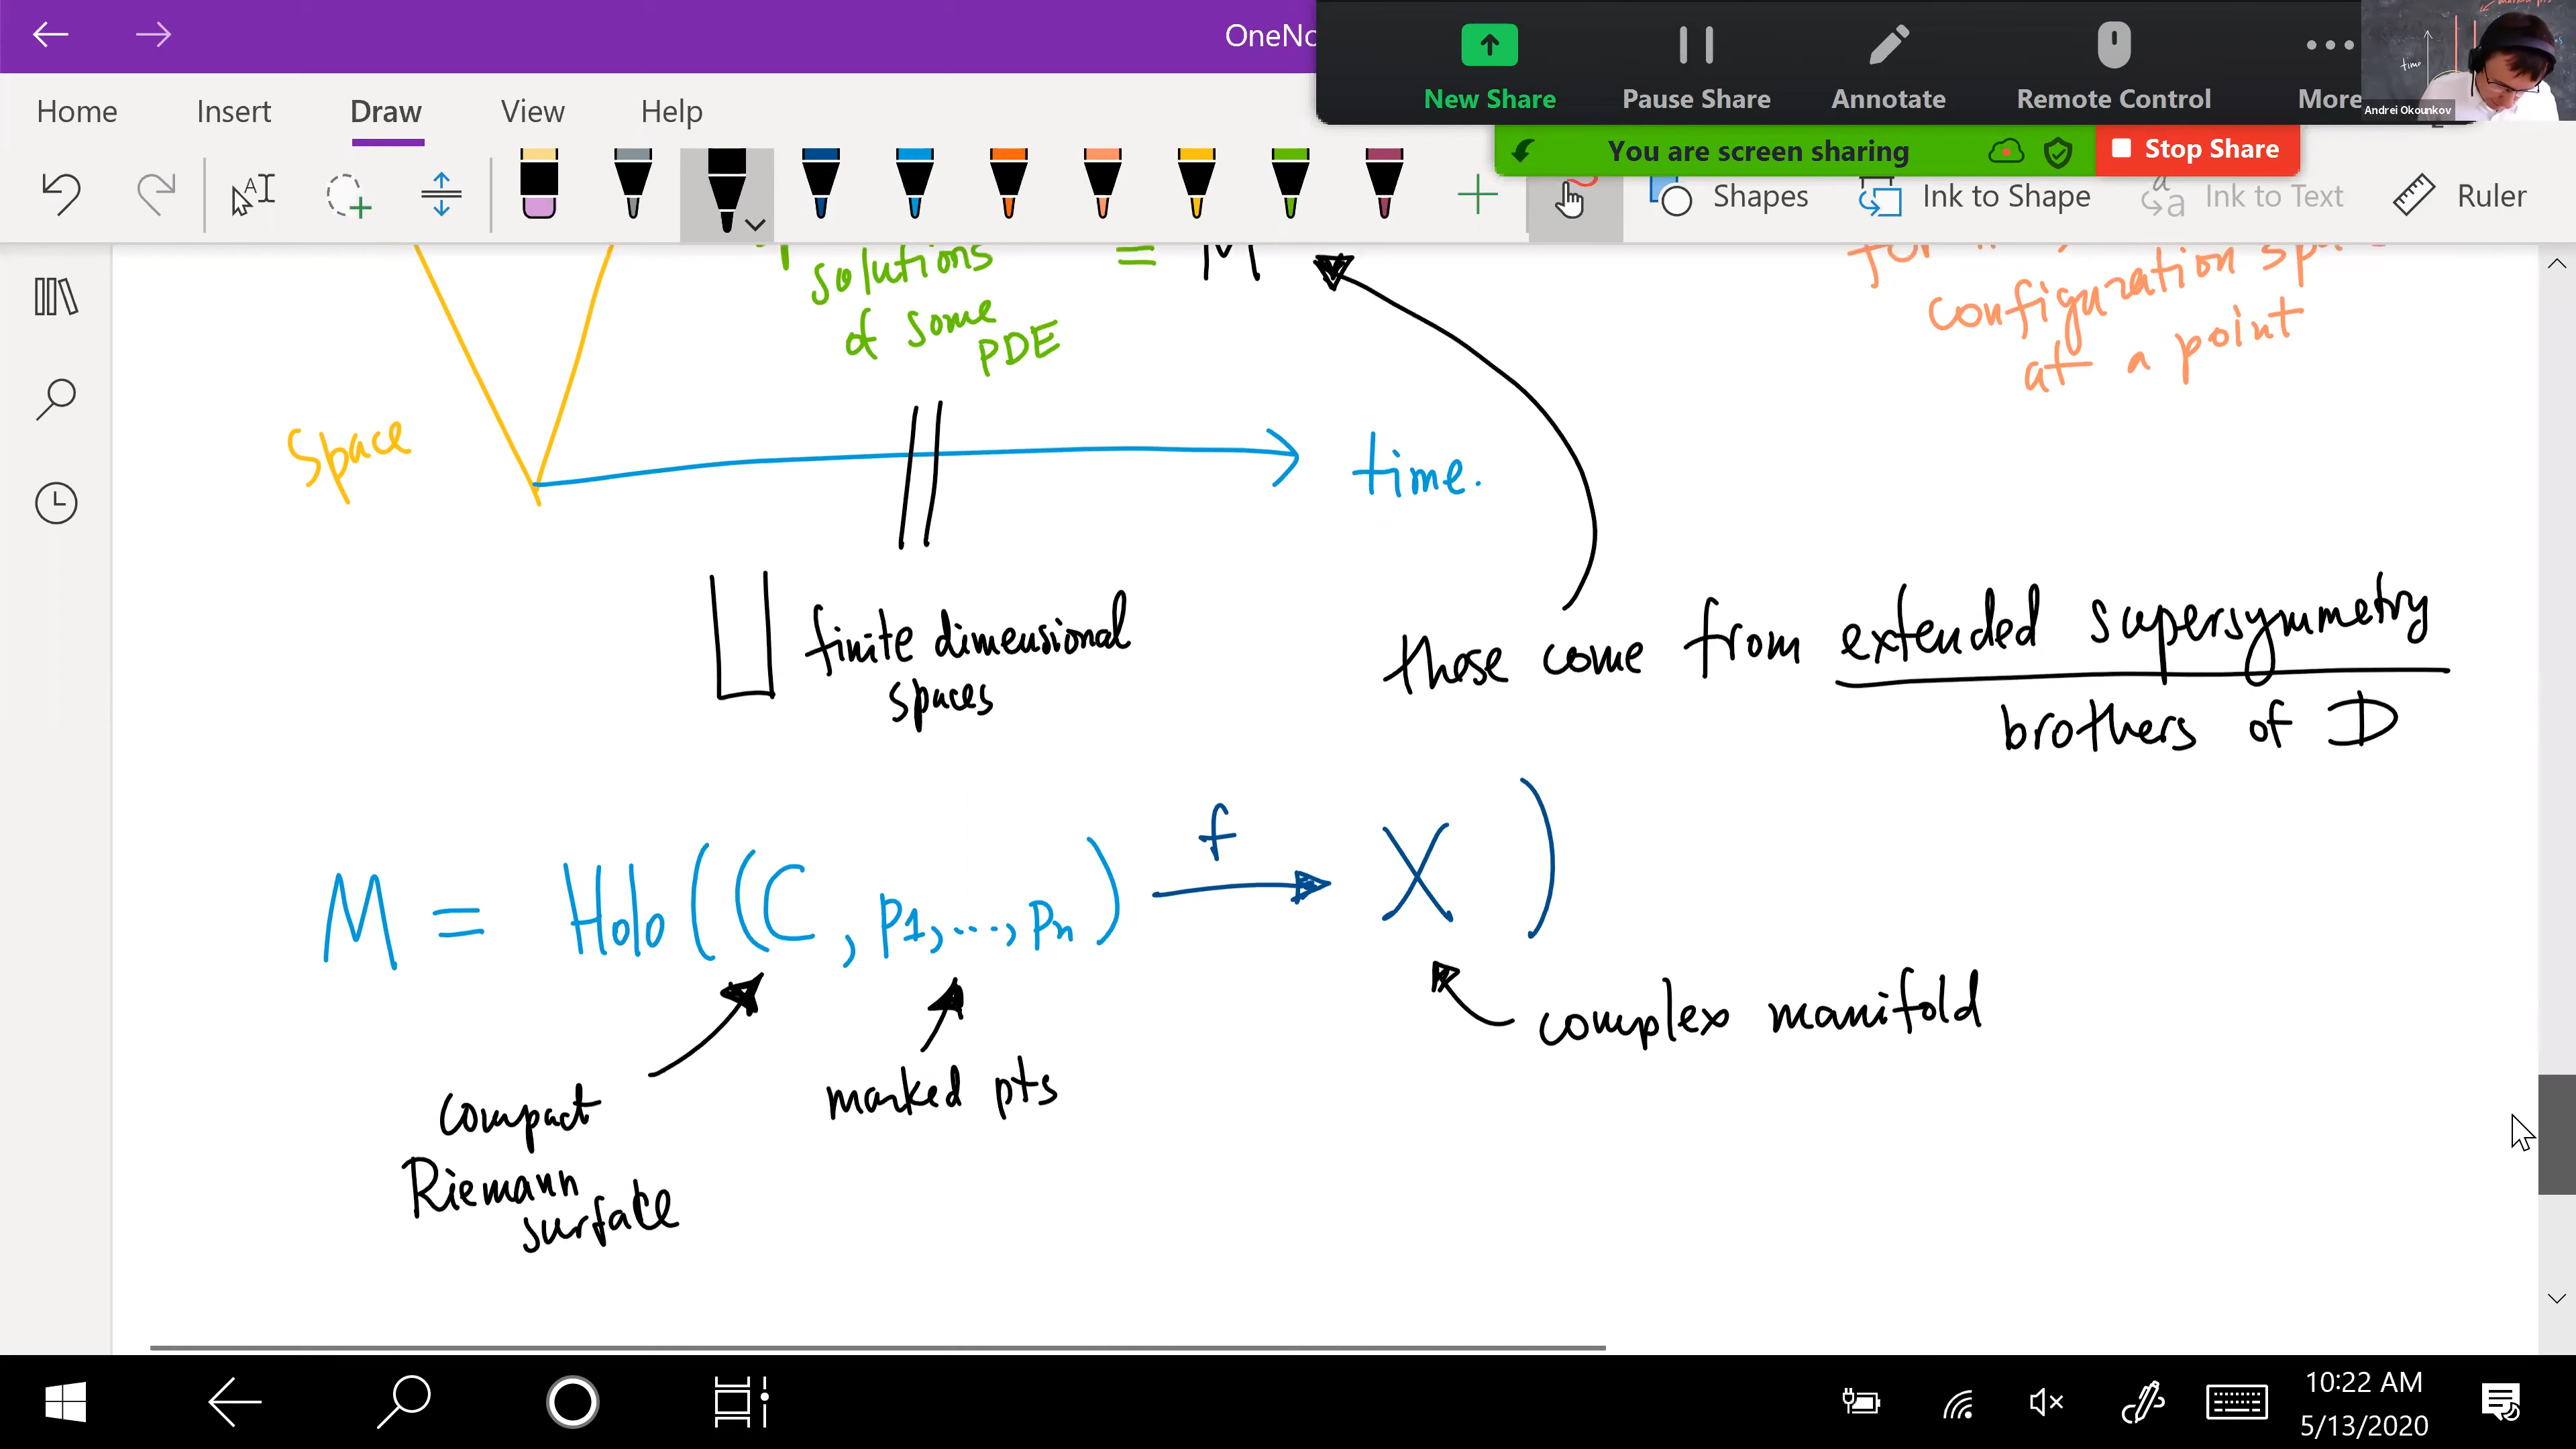 OneNo
New Share
Pause Share
Annotate
Remote Control
More
Andrei Okounkov
time
Home
Insert
Draw
View
Help
You are screen sharing
Stop Share
Shapes
Ink to Shape
Ink to Text
Ruler
solutions = M
of some
PDE
configuration
at a point
space
time.
finite dimensional
spaces
these come from extended supersymmetry
brothers of D
M = Holo((C, p1, ..., pn) f → X)
complex manifold
marked pts
compact
Riemann
surface
10:22 AM
5/13/2020